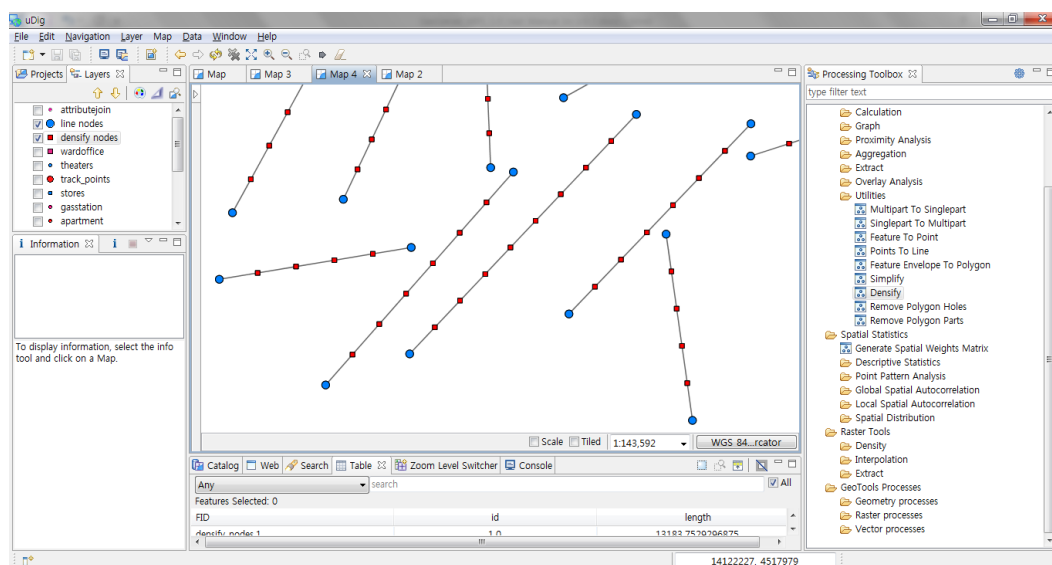 uDig
File Edit Navigation Layer Map Data Window Help
Projects Layers
attributejoin
line nodes
densify nodes
wardoffice
theaters
track_points
stores
gasstation
apartment
Information
To display information, select the info
tool and click on a Map.
Map Map 3 Map 4 Map 2
Scale Tiled 1:143,592 WGS 84...rcator
Catalog Web Search Table Zoom Level Switcher Console
Any search All
Features Selected: 0
FID id length
densify_nodes.1 1.0 13183.7529296875
Processing Toolbox
type filter text
Calculation
Graph
Proximity Analysis
Aggregation
Extract
Overlay Analysis
Utilities
Multipart To Singlepart
Singlepart To Multipart
Feature To Point
Points To Line
Feature Envelope To Polygon
Simplify
Densify
Remove Polygon Holes
Remove Polygon Parts
Spatial Statistics
Generate Spatial Weights Matrix
Descriptive Statistics
Point Pattern Analysis
Global Spatial Autocorrelation
Local Spatial Autocorrelation
Spatial Distribution
Raster Tools
Density
Interpolation
Extract
GeoTools Processes
Geometry processes
Raster processes
Vector processes
14122227, 4517979